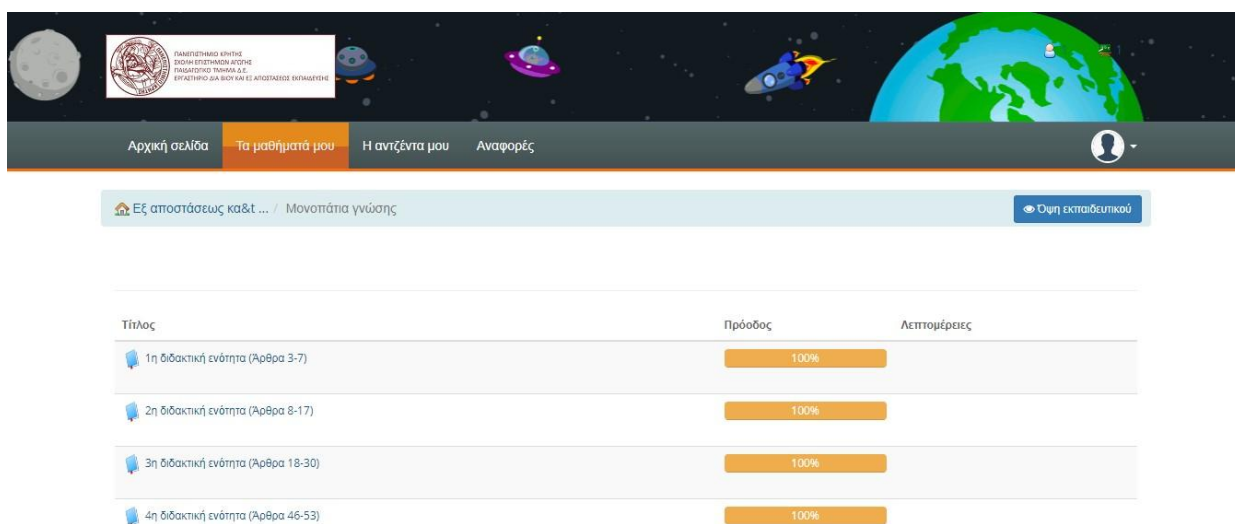 ΠΑΝΕΠΙΣΤΗΜΙΟ ΚΡΗΤΗΣ
ΣΧΟΛΗ ΕΠΙΣΤΗΜΩΝ ΑΓΩΓΗΣ
ΠΑΙΔΑΓΩΓΙΚΟ ΤΜΗΜΑ Δ.Ε.
ΕΡΓΑΣΤΗΡΙΟ ΔΙΑ ΒΙΟΥ ΚΑΙ ΕΞ ΑΠΟΣΤΑΣΕΩΣ ΕΚΠΑΙΔΕΥΣΗΣ
1
Αρχική σελίδα Τα μαθήματά μου Η αντζέντα μου Αναφορές
Εξ αποστάσεως κα&t ... / Μονοπάτια γνώσης Όψη εκπαιδευτικού
Τίτλος Πρόοδος Λεπτομέρειες
1η διδακτική ενότητα (Άρθρα 3-7) 100%
2η διδακτική ενότητα (Άρθρα 8-17) 100%
3η διδακτική ενότητα (Άρθρα 18-30) 100%
4η διδακτική ενότητα (Άρθρα 46-53) 100%